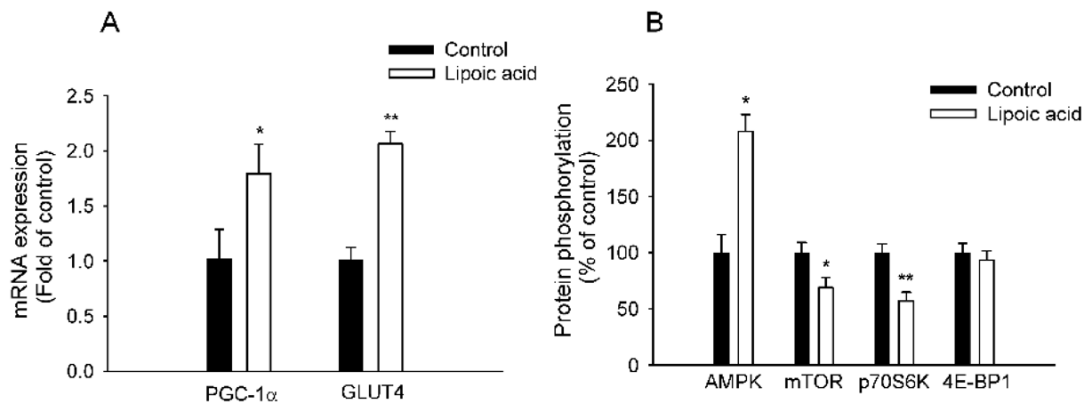 A
Control
Lipoic acid
mRNA expression
(Fold of control)
2.5
2.0
1.5
1.0
0.5
0.0
*
**
PGC-1α
GLUT4
B
Control
Lipoic acid
Protein phosphorylation
(% of control)
250
200
150
100
50
0
*
*
**
AMPK
mTOR
p70S6K
4E-BP1